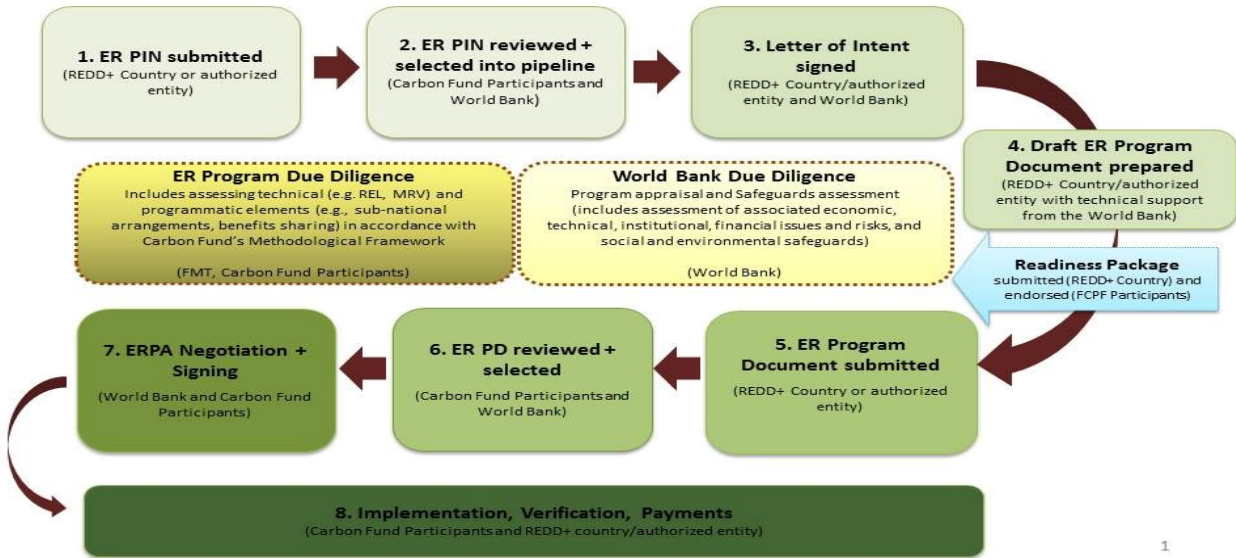 1. ER PIN submitted
(REDD+ Country or authorized
entity)
2. ER PIN reviewed +
selected into pipeline
(Carbon Fund Participants and
World Bank)
3. Letter of Intent
signed
(REDD+ Country/authorized
entity and World Bank)
4. Draft ER Program
Document prepared
(REDD+ Country/authorized
entity with technical support
from the World Bank)
ER Program Due Diligence
Includes assessing technical (e.g. REL, MRV) and
programmatic elements (e.g., sub-national
arrangements, benefits sharing) in accordance with
Carbon Fund's Methodological Framework
(FMT, Carbon Fund Participants)
World Bank Due Diligence
Program appraisal and Safeguards assessment
(includes assessment of associated economic,
technical, institutional, financial issues and risks, and
social and environmental safeguards)
(World Bank)
Readiness Package
submitted (REDD+ Country) and
endorsed (FCPF Participants)
5. ER Program
Document submitted
(REDD+ Country or authorized
entity)
6. ER PD reviewed +
selected
(Carbon Fund Participants and
World Bank)
7. ERPA Negotiation +
Signing
(World Bank and Carbon Fund
Participants)
8. Implementation, Verification, Payments
(Carbon Fund Participants and REDD+ country/authorized entity)
1